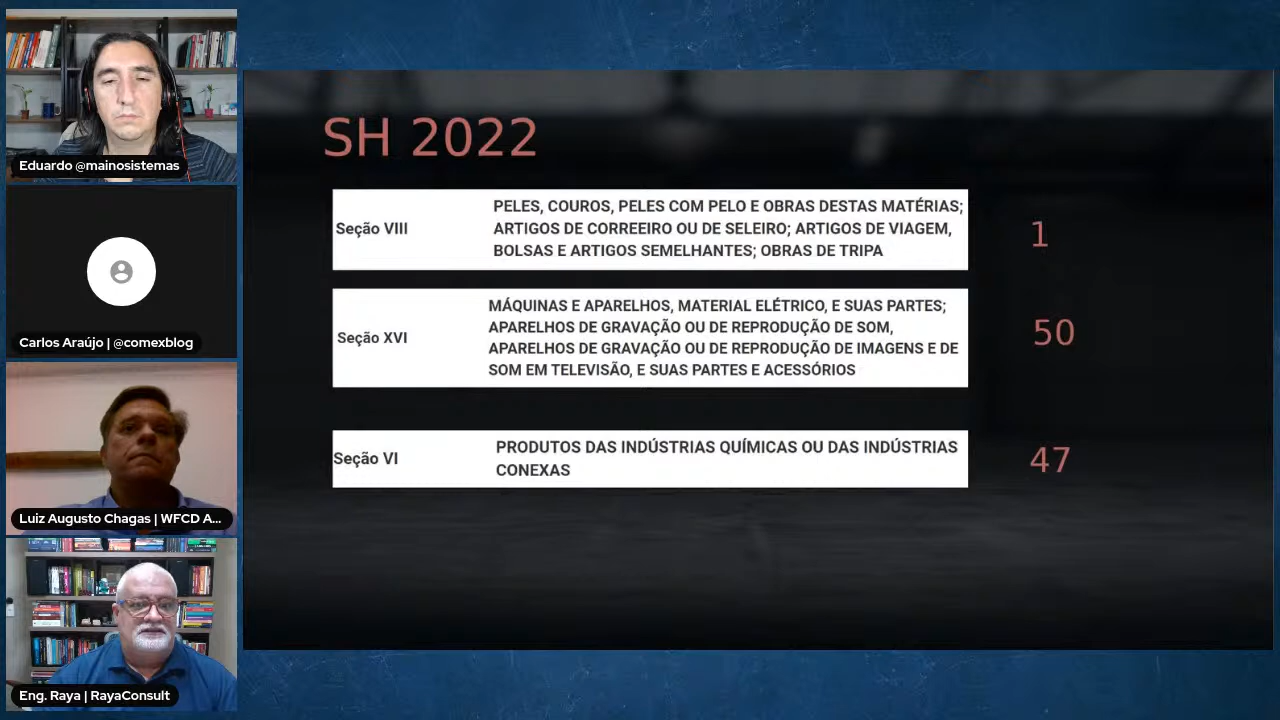 Eduardo @mainosistemas
Carlos Araújo | @comexblog
Luiz Augusto Chagas | WFCD A...
Eng. Raya | RayaConsult
SH 2022
Seção VIII
PELES, COUROS, PELES COM PELO E OBRAS DESTAS MATÉRIAS;
ARTIGOS DE CORREEIRO OU DE SELEIRO; ARTIGOS DE VIAGEM,
BOLSAS E ARTIGOS SEMELHANTES; OBRAS DE TRIPA
1
Seção XVI
MÁQUINAS E APARELHOS, MATERIAL ELÉTRICO, E SUAS PARTES;
APARELHOS DE GRAVAÇÃO OU DE REPRODUÇÃO DE SOM,
APARELHOS DE GRAVAÇÃO OU DE REPRODUÇÃO DE IMAGENS E DE
SOM EM TELEVISÃO, E SUAS PARTES E ACESSÓRIOS
50
Seção VI
PRODUTOS DAS INDÚSTRIAS QUÍMICAS OU DAS INDÚSTRIAS
CONEXAS
47